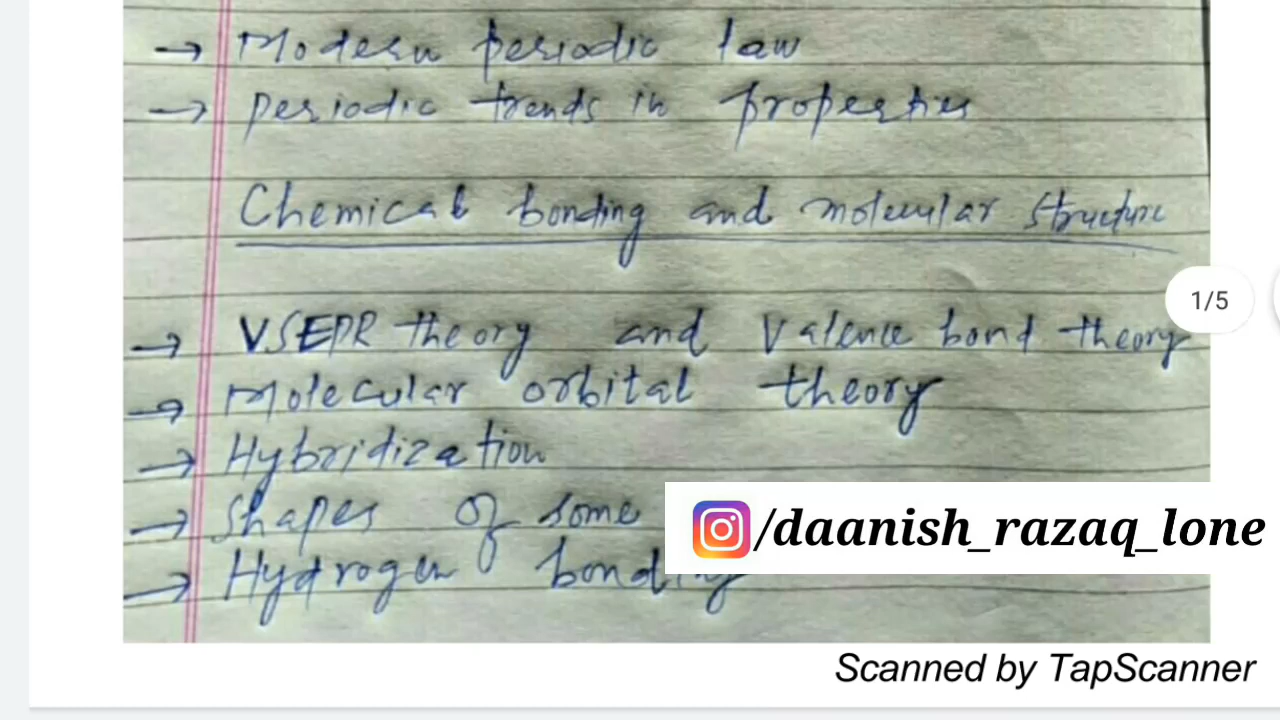 → Modern periodic law
→ periodic trends in properties
Chemical bonding and molecular structure
1/5
→ VSEPR theory and Valence bond theory
→ Molecular orbital theory
→ Hybridization
→ Shapes of some
/daanish_razaq_lone
→ Hydrogen bonding
Scanned by TapScanner